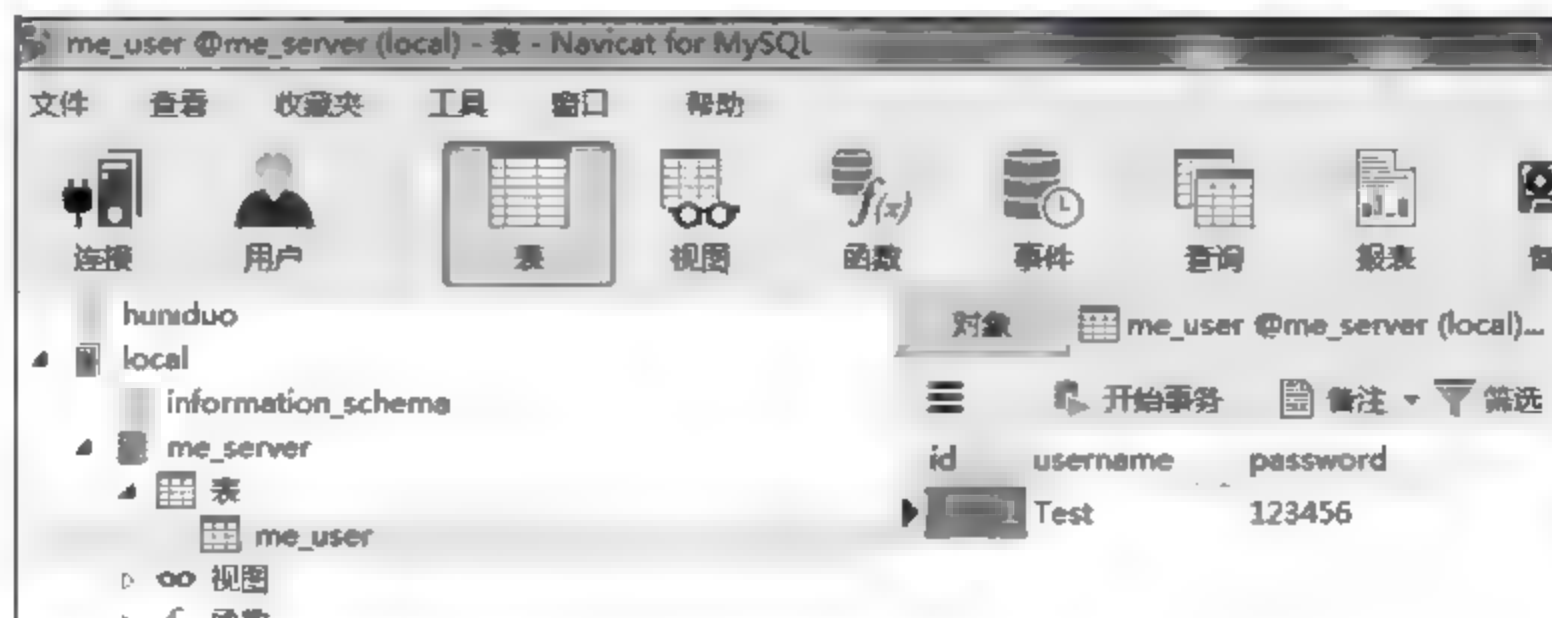 me_user @me_server (local) - 表 - Navicat for MySQL
文件 查看 收藏夹 工具 窗口 帮助
连接 用户 表 视图 函数 事件 查询 报表
huniduo
local
information_schema
me_server
表
me_user
视图
函数
对象 me_user @me_server (local)...
开始事务 备注 筛选
id username password
1 Test 123456